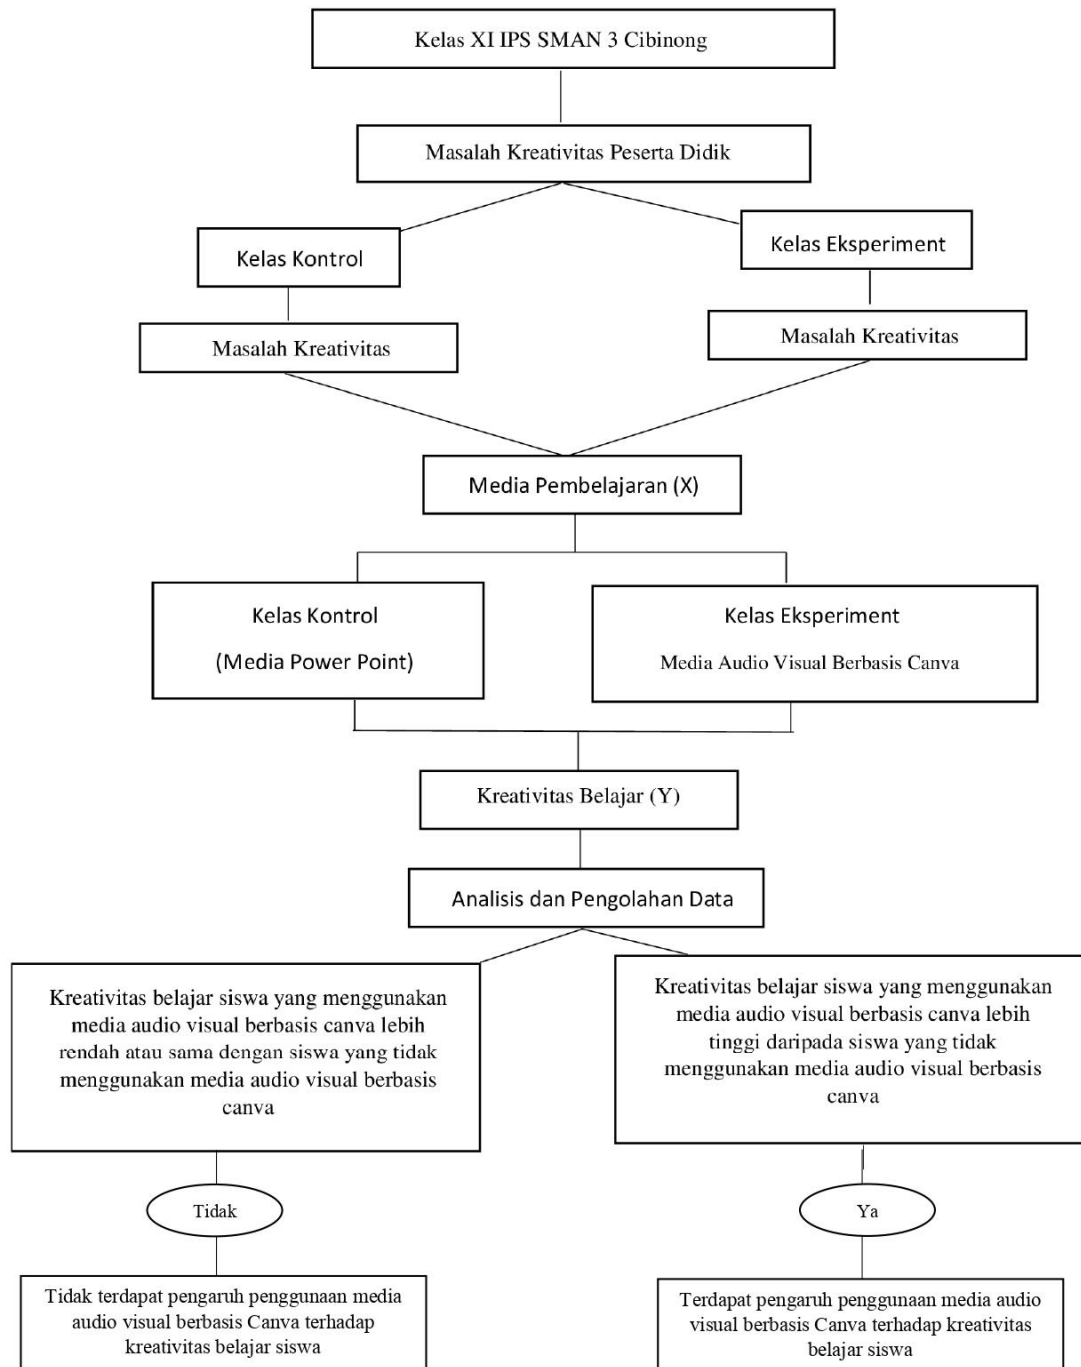 Kelas XI IPS SMAN 3 Cibinong
Masalah Kreativitas Peserta Didik
Kelas Kontrol
Kelas Eksperiment
Masalah Kreativitas
Masalah Kreativitas
Media Pembelajaran (X)
Kelas Kontrol
(Media Power Point)
Kelas Eksperiment
Media Audio Visual Berbasis Canva
Kreativitas Belajar (Y)
Analisis dan Pengolahan Data
Kreativitas belajar siswa yang menggunakan
media audio visual berbasis canva lebih
rendah atau sama dengan siswa yang tidak
menggunakan media audio visual berbasis
canva
Kreativitas belajar siswa yang menggunakan
media audio visual berbasis canva lebih
tinggi daripada siswa yang tidak
menggunakan media audio visual berbasis
canva
Tidak
Ya
Tidak terdapat pengaruh penggunaan media
audio visual berbasis Canva terhadap
kreativitas belajar siswa
Terdapat pengaruh penggunaan media audio
visual berbasis Canva terhadap kreativitas
belajar siswa